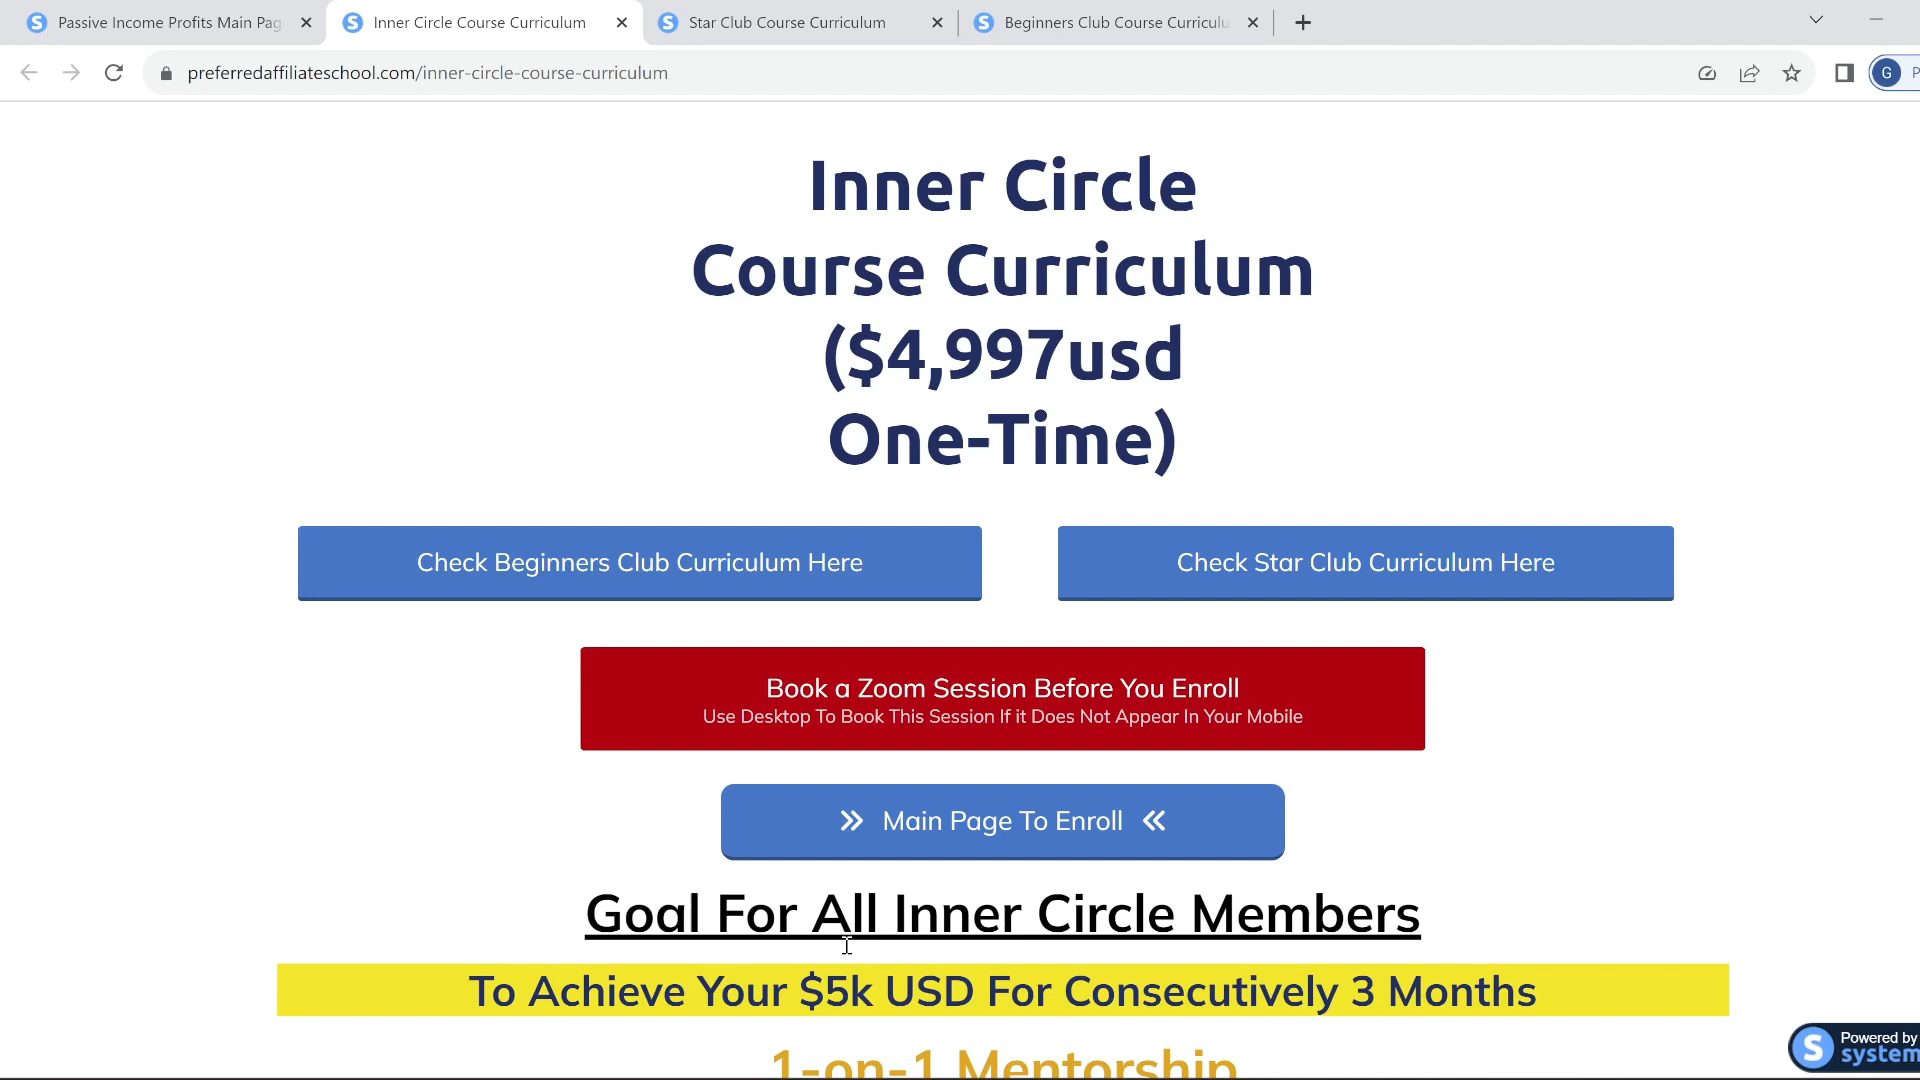 Passive Income Profits Main Pag
Inner Circle Course Curriculum
Star Club Course Curriculum
Beginners Club Course Curriculu
preferredaffiliateschool.com/inner-circle-course-curriculum
G
P
Inner Circle
Course Curriculum
($4,997usd
One-Time)
Check Beginners Club Curriculum Here
Check Star Club Curriculum Here
Book a Zoom Session Before You Enroll
Use Desktop To Book This Session If it Does Not Appear In Your Mobile
Main Page To Enroll
Goal For All Inner Circle Members
To Achieve Your $5k USD For Consecutively 3 Months
1-on-1 Mentorship
Powered by
system